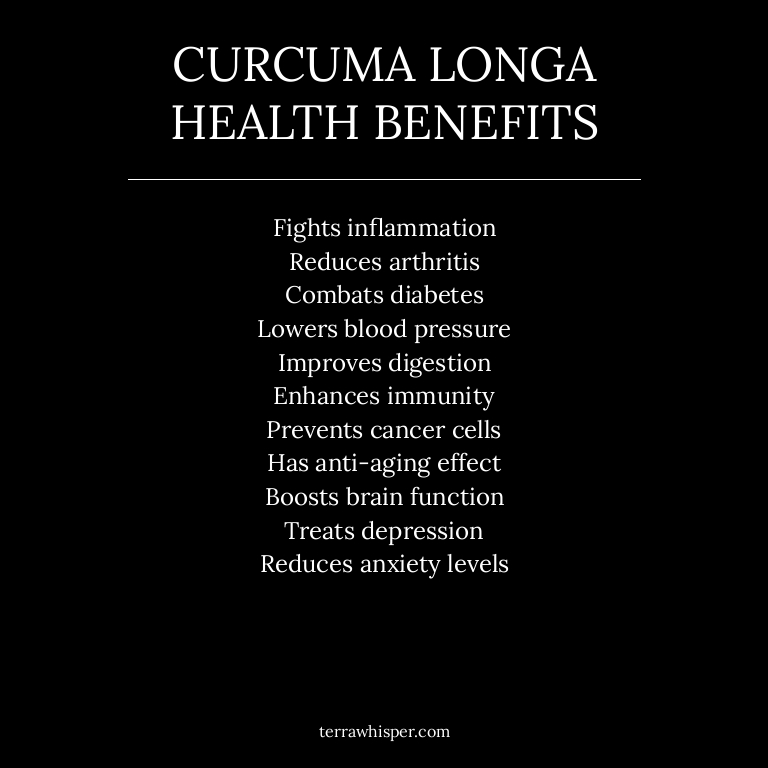 CURCUMA LONGA
HEALTH BENEFITS
Fights inflammation
Reduces arthritis
Combats diabetes
Lowers blood pressure
Improves digestion
Enhances immunity
Prevents cancer cells
Has anti-aging effect
Boosts brain function
Treats depression
Reduces anxiety levels
terrawhisper.com